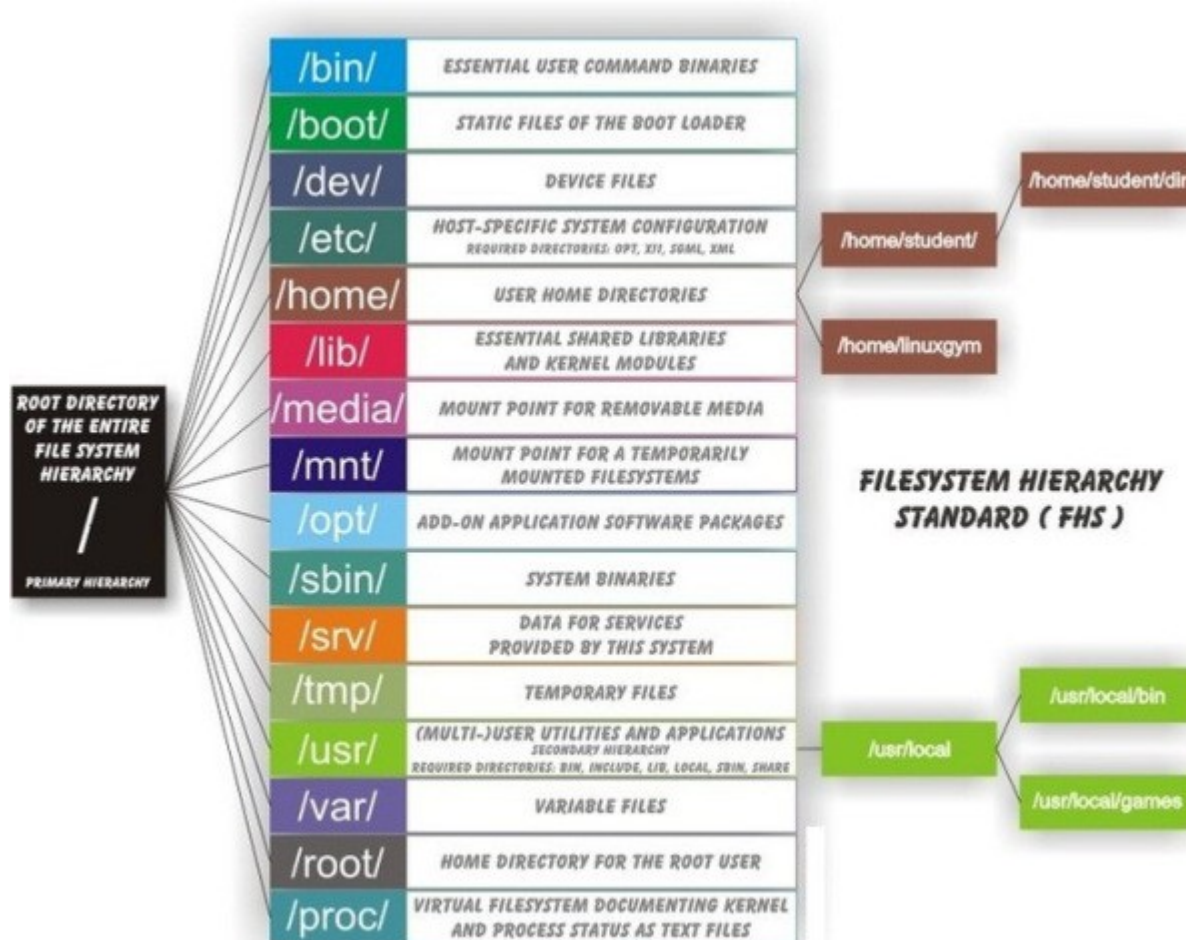 ROOT DIRECTORY
OF THE ENTIRE
FILE SYSTEM
HIERARCHY
/
PRIMARY HIERARCHY
/bin/
ESSENTIAL USER COMMAND BINARIES
/boot/
STATIC FILES OF THE BOOT LOADER
/dev/
DEVICE FILES
/etc/
HOST-SPECIFIC SYSTEM CONFIGURATION
REQUIRED DIRECTORIES: OPT, X11, SGML, XML
/home/
USER HOME DIRECTORIES
/lib/
ESSENTIAL SHARED LIBRARIES
AND KERNEL MODULES
/media/
MOUNT POINT FOR REMOVABLE MEDIA
/mnt/
MOUNT POINT FOR A TEMPORARILY
MOUNTED FILESYSTEMS
/opt/
ADD-ON APPLICATION SOFTWARE PACKAGES
/sbin/
SYSTEM BINARIES
/srv/
DATA FOR SERVICES
PROVIDED BY THIS SYSTEM
/tmp/
TEMPORARY FILES
/usr/
(MULTI-)USER UTILITIES AND APPLICATIONS
SECONDARY HIERARCHY
REQUIRED DIRECTORIES: BIN, INCLUDE, LIB, LOCAL, SBIN, SHARE
/var/
VARIABLE FILES
/root/
HOME DIRECTORY FOR THE ROOT USER
/proc/
VIRTUAL FILESYSTEM DOCUMENTING KERNEL
AND PROCESS STATUS AS TEXT FILES
/home/student/
/home/student/dir
/home/linuxgym
FILESYSTEM HIERARCHY
STANDARD ( FHS )
/usr/local
/usr/local/bin
/usr/local/games